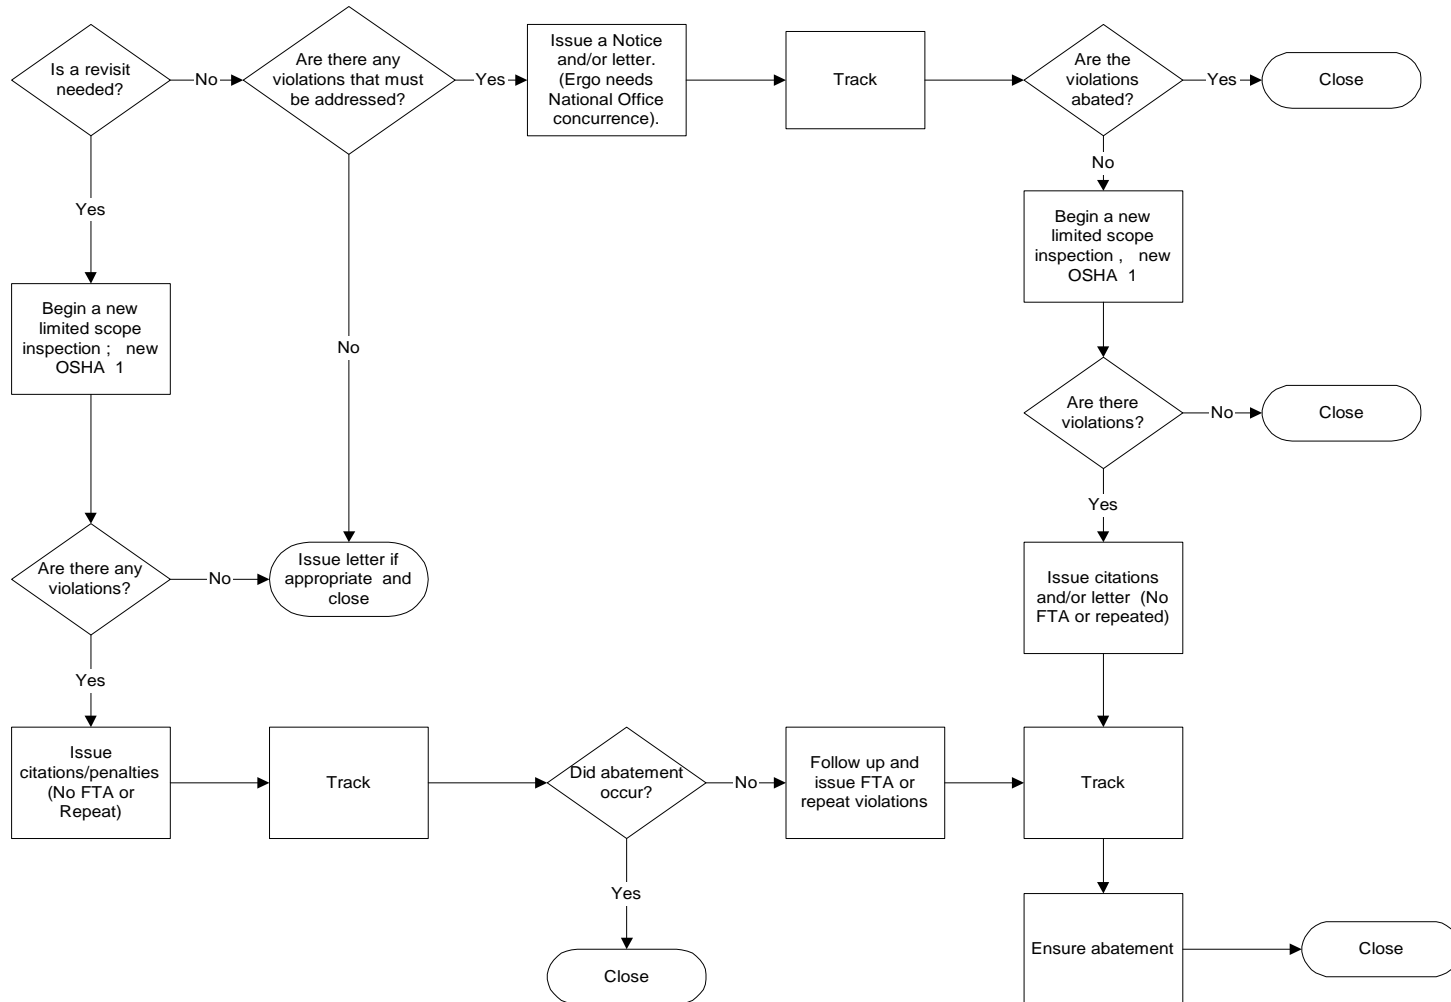 Is a revisit
needed?
No
Are there any
violations that must
be addressed?
Yes
Issue a Notice
and/or letter.
(Ergo needs
National Office
concurrence).
Track
Are the
violations
abated?
Yes
Close
No
Yes
Begin a new
limited scope
inspection , new
OSHA 1
Begin a new
limited scope
inspection ; new
OSHA 1
No
Are there
violations?
No
Close
Yes
Are there any
violations?
No
Issue letter if
appropriate and
close
Issue citations
and/or letter (No
FTA or repeated)
Yes
Issue
citations/penalties
(No FTA or
Repeat)
Track
Did abatement
occur?
No
Follow up and
issue FTA or
repeat violations
Track
Yes
Close
Ensure abatement
Close